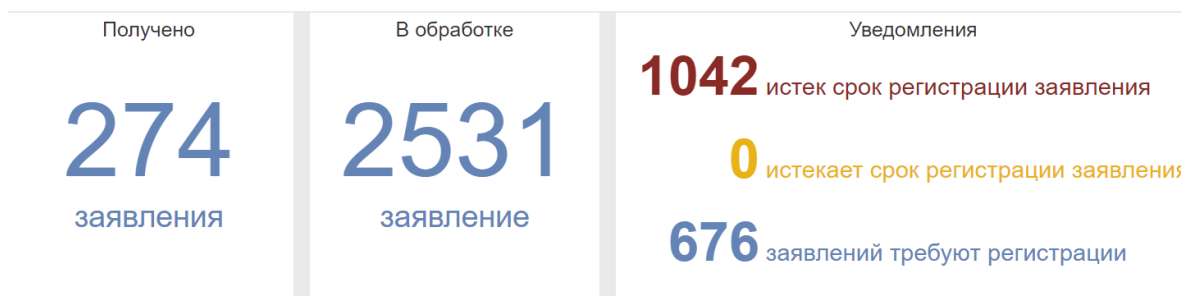 Получено
274
заявления
В обработке
2531
заявление
Уведомления
1042 истек срок регистрации заявления
0 истекает срок регистрации заявления
676 заявлений требуют регистрации